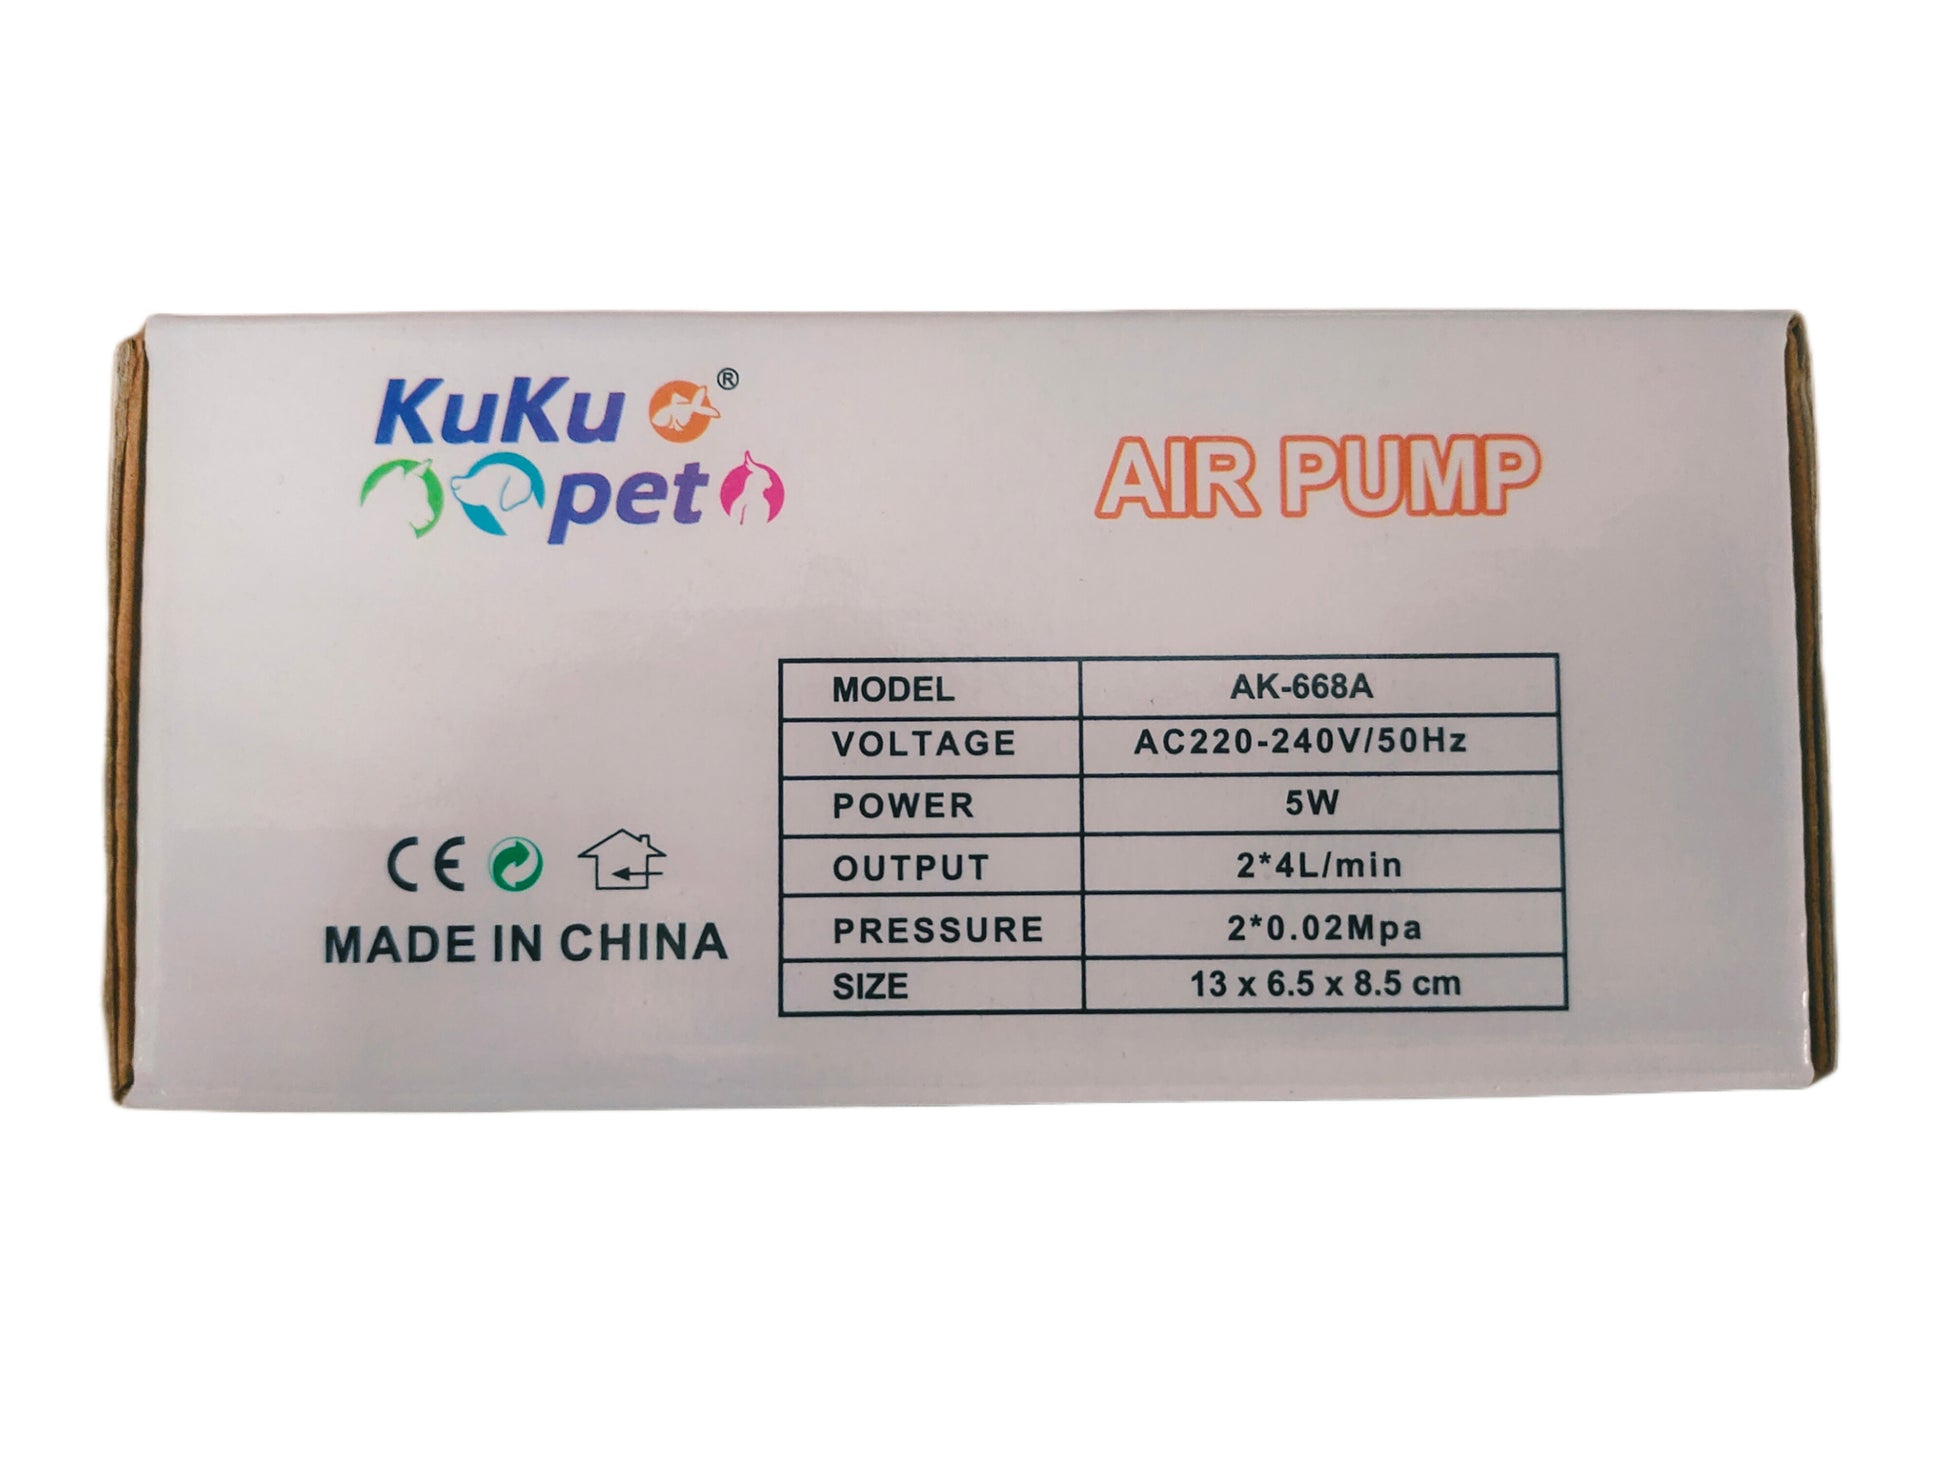 KuKu ®
pet
AIR PUMP
MODEL AK-668A
VOLTAGE AC220-240V/50Hz
POWER 5W
OUTPUT 2*4L/min
PRESSURE 2*0.02Mpa
SIZE 13 x 6.5 x 8.5 cm
CE
MADE IN CHINA